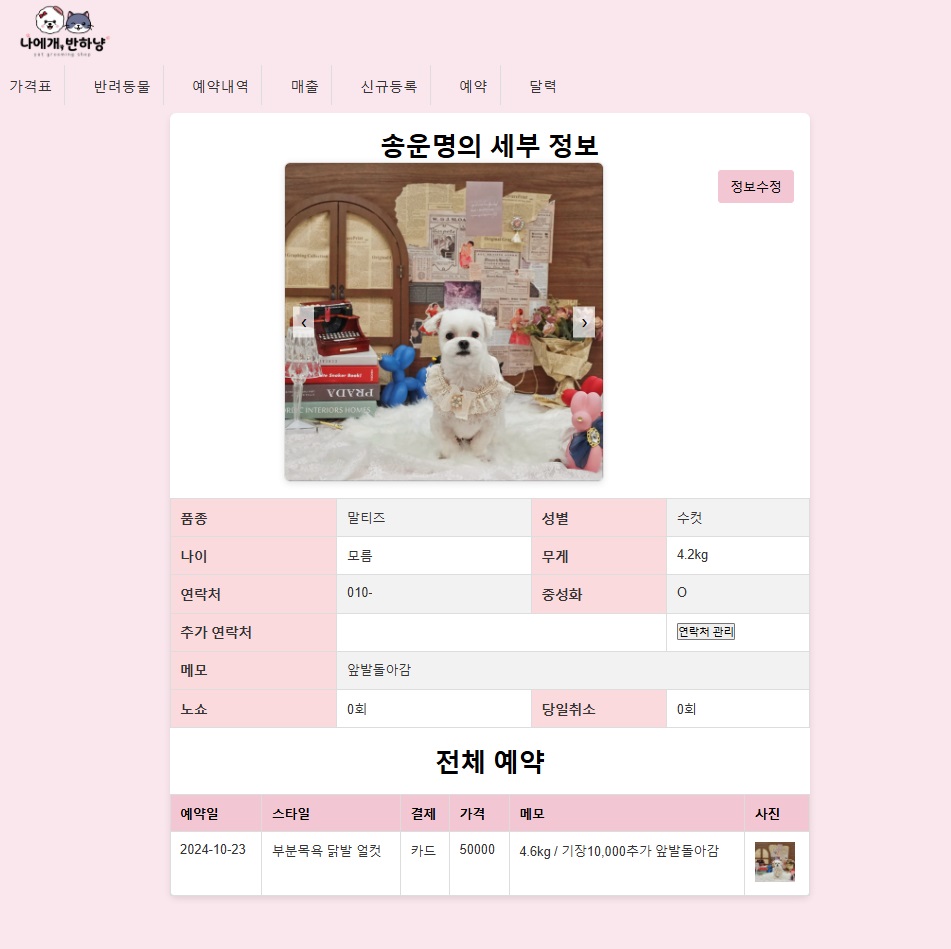 나에개,반하냥
pet grooming shop
가격표 반려동물 예약내역 매출 신규등록 예약 달력
송운명의 세부 정보
정보수정
‹ ›
PRADA
INTERIORS HOMES
품종 말티즈 성별 수컷
나이 모름 무게 4.2kg
연락처 010- 중성화 O
추가 연락처 연락처 관리
메모 앞발돌아감
노쇼 0회 당일취소 0회
전체 예약
예약일 스타일 결제 가격 메모 사진
2024-10-23 부분목욕 닭발 얼컷 카드 50000 4.6kg / 기장10,000추가 앞발돌아감